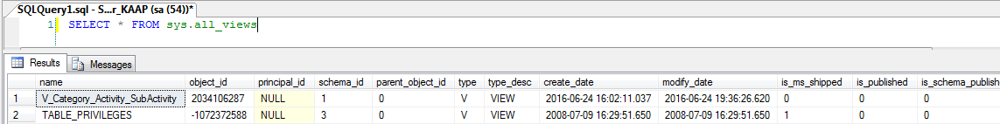 SQLQuery1.sql - S...r_KAAP (sa (54))*
1 SELECT * FROM sys.all_views
Results Messages
name object_id principal_id schema_id parent_object_id type type_desc create_date modify_date is_ms_shipped is_published is_schema_publish
1 V_Category_Activity_SubActivity 2034106287 NULL 1 0 V VIEW 2016-06-24 16:02:11.037 2016-06-24 19:36:26.620 0 0 0
2 TABLE_PRIVILEGES -1072372588 NULL 3 0 V VIEW 2008-07-09 16:29:51.650 2008-07-09 16:29:51.650 1 0 0